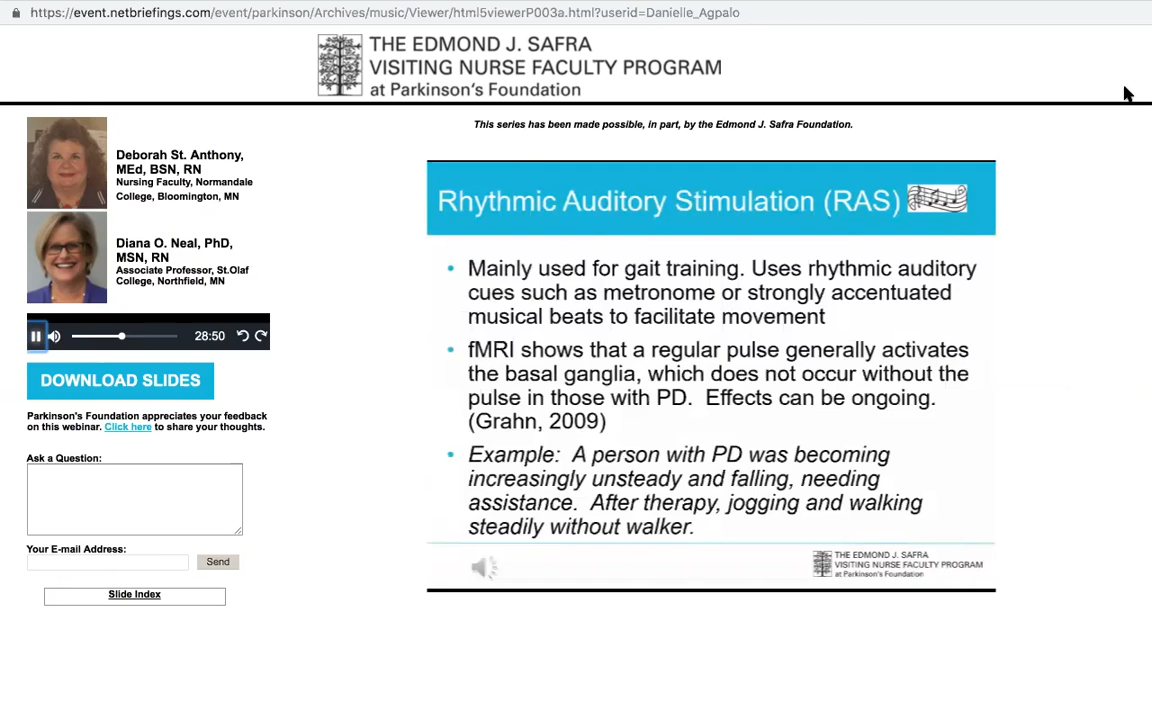 https://event.netbriefings.com/event/parkinson/Archives/music/Viewer/html5viewerP003a.html?userid=Danielle_Agpalo
THE EDMOND J. SAFRA
VISITING NURSE FACULTY PROGRAM
at Parkinson's Foundation
This series has been made possible, in part, by the Edmond J. Safra Foundation.
Deborah St. Anthony,
MEd, BSN, RN
Nursing Faculty, Normandale
College, Bloomington, MN
Diana O. Neal, PhD,
MSN, RN
Associate Professor, St.Olaf
College, Northfield, MN
28:50
DOWNLOAD SLIDES
Parkinson's Foundation appreciates your feedback
on this webinar. Click here to share your thoughts.
Ask a Question:
Your E-mail Address:
Send
Slide Index
Rhythmic Auditory Stimulation (RAS)
• Mainly used for gait training. Uses rhythmic auditory
cues such as metronome or strongly accentuated
musical beats to facilitate movement
• fMRI shows that a regular pulse generally activates
the basal ganglia, which does not occur without the
pulse in those with PD. Effects can be ongoing.
(Grahn, 2009)
• Example: A person with PD was becoming
increasingly unsteady and falling, needing
assistance. After therapy, jogging and walking
steadily without walker.
THE EDMOND J. SAFRA
VISITING NURSE FACULTY PROGRAM
at Parkinson's Foundation